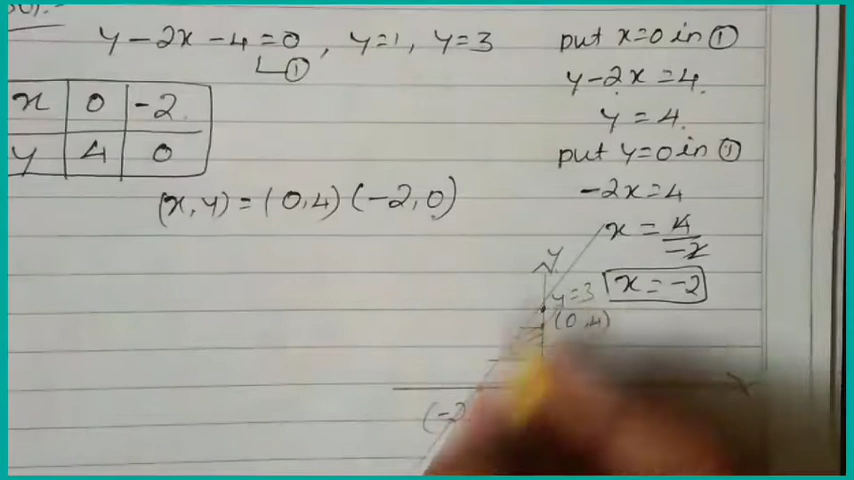 y - 2x - 4 = 0 , y = 1 , y = 3
①
x 0 -2
y 4 0
(x,y) = (0,4) (-2,0)
put x=0 in ①
y - 2x = 4
y = 4
put y=0 in ①
-2x = 4
x = 4/-2
x = -2
y
y=3
(0,4)
x
(-2